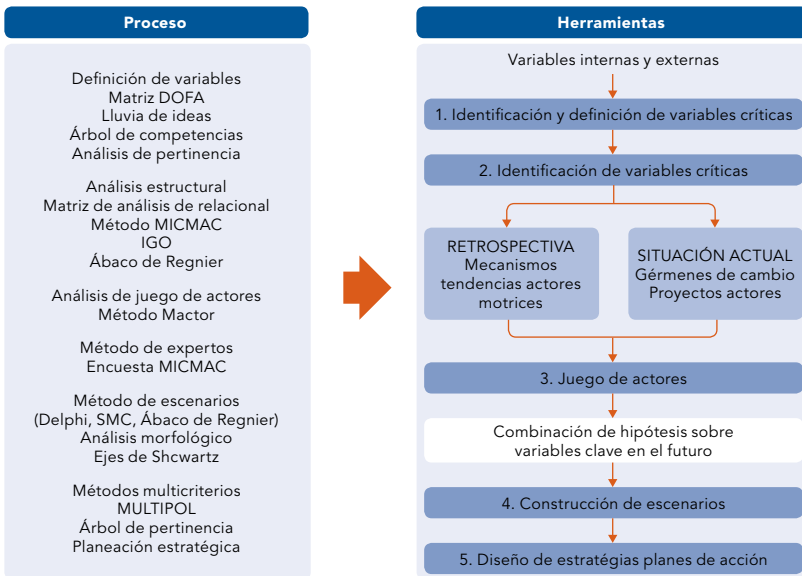 Proceso
Definición de variables
Matriz DOFA
Lluvia de ideas
Árbol de competencias
Análisis de pertinencia
Análisis estructural
Matriz de análisis de relacional
Método MICMAC
IGO
Ábaco de Regnier
Análisis de juego de actores
Método Mactor
Método de expertos
Encuesta MICMAC
Método de escenarios
(Delphi, SMC, Ábaco de Regnier)
Análisis morfológico
Ejes de Shcwartz
Métodos multicriterios
MULTIPOL
Árbol de pertinencia
Planeación estratégica
Herramientas
Variables internas y externas
1. Identificación y definición de variables críticas
2. Identificación de variables críticas
RETROSPECTIVA
Mecanismos
tendencias actores
motrices
SITUACIÓN ACTUAL
Gérmenes de cambio
Proyectos actores
3. Juego de actores
Combinación de hipótesis sobre
variables clave en el futuro
4. Construcción de escenarios
5. Diseño de estratégias planes de acción